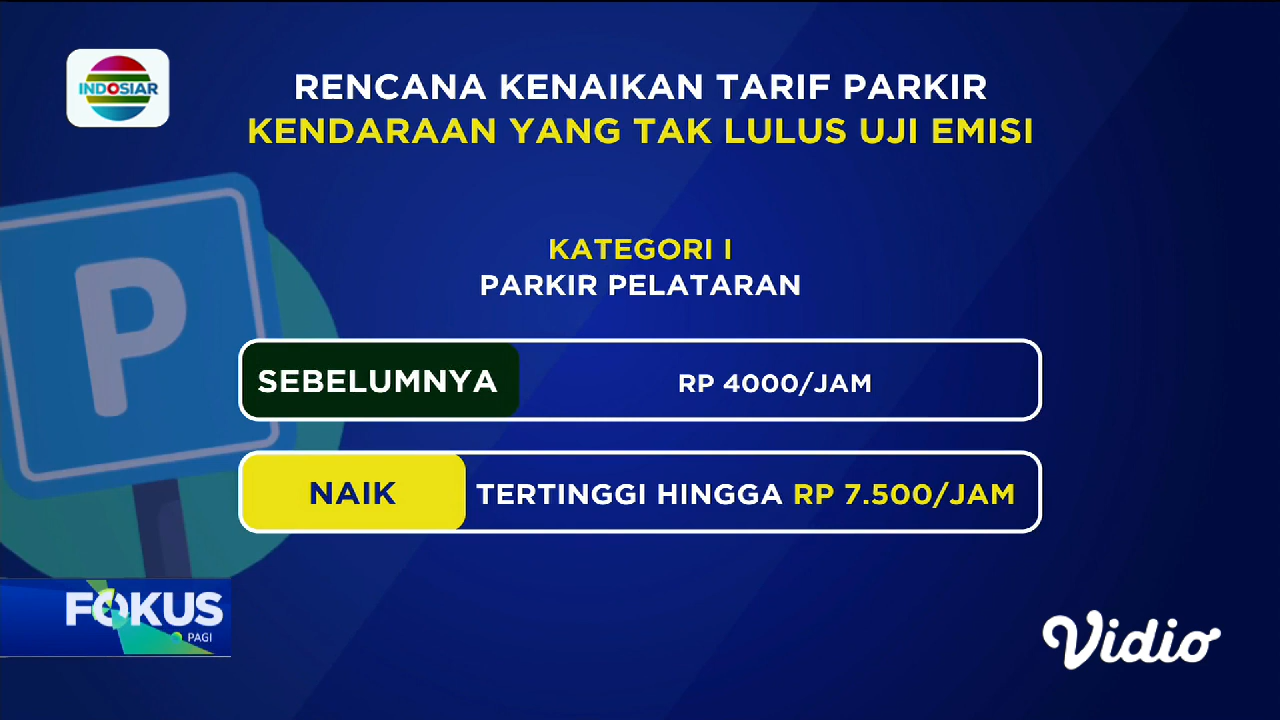 INDOSIAR
RENCANA KENAIKAN TARIF PARKIR
KENDARAAN YANG TAK LULUS UJI EMISI
P
KATEGORI I
PARKIR PELATARAN
SEBELUMNYA RP 4000/JAM
NAIK TERTINGGI HINGGA RP 7.500/JAM
FOKUS
PAGI
Vidio